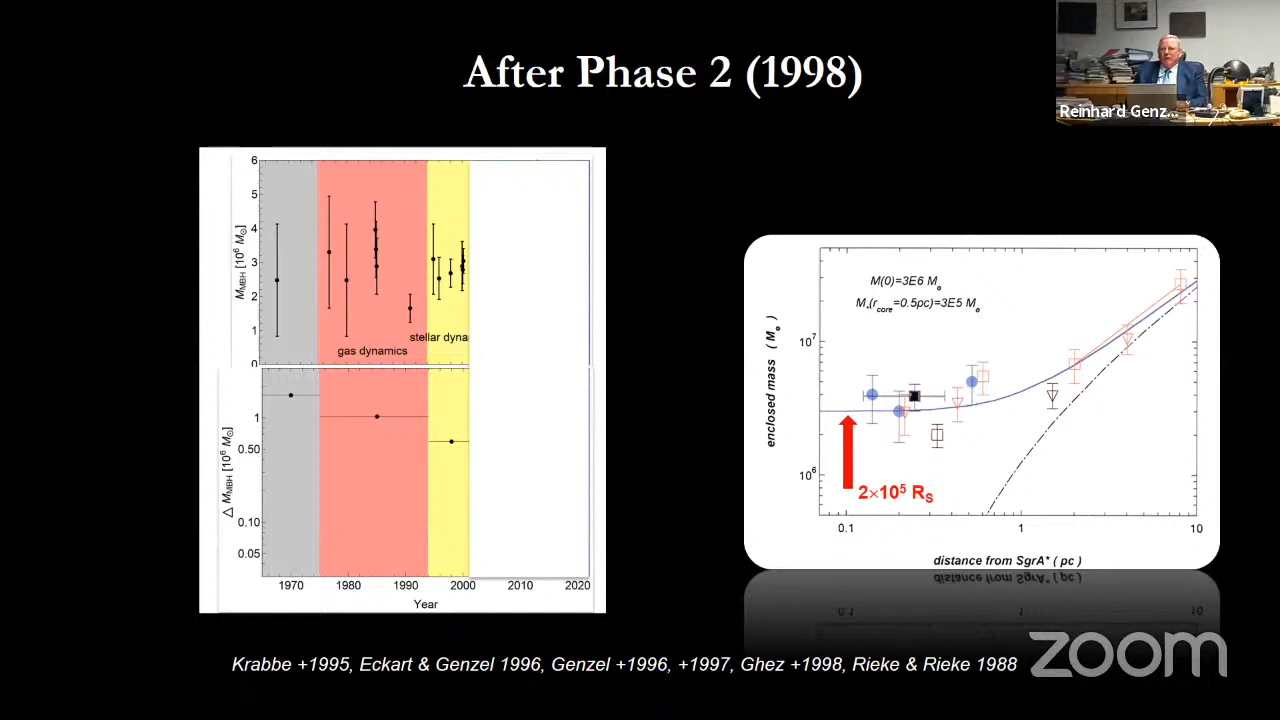 After Phase 2 (1998)
Reinhard Genz...
6
5
4
3
2
1
0
M_MBH [10⁶ M⊙]
gas dynamics
stellar dyna
1
0.50
0.10
0.05
Δ M_MBH [10⁶ M⊙]
1970 1980 1990 2000 2010 2020
Year
M(0)=3E6 M⊙
M*(r_core=0.5pc)=3E5 M⊙
enclosed mass ( M⊙ )
10⁷
10⁶
2×10⁵ R_S
0.1 1 10
distance from SgrA* ( pc )
Krabbe +1995, Eckart & Genzel 1996, Genzel +1996, +1997, Ghez +1998, Rieke & Rieke 1988
zoom